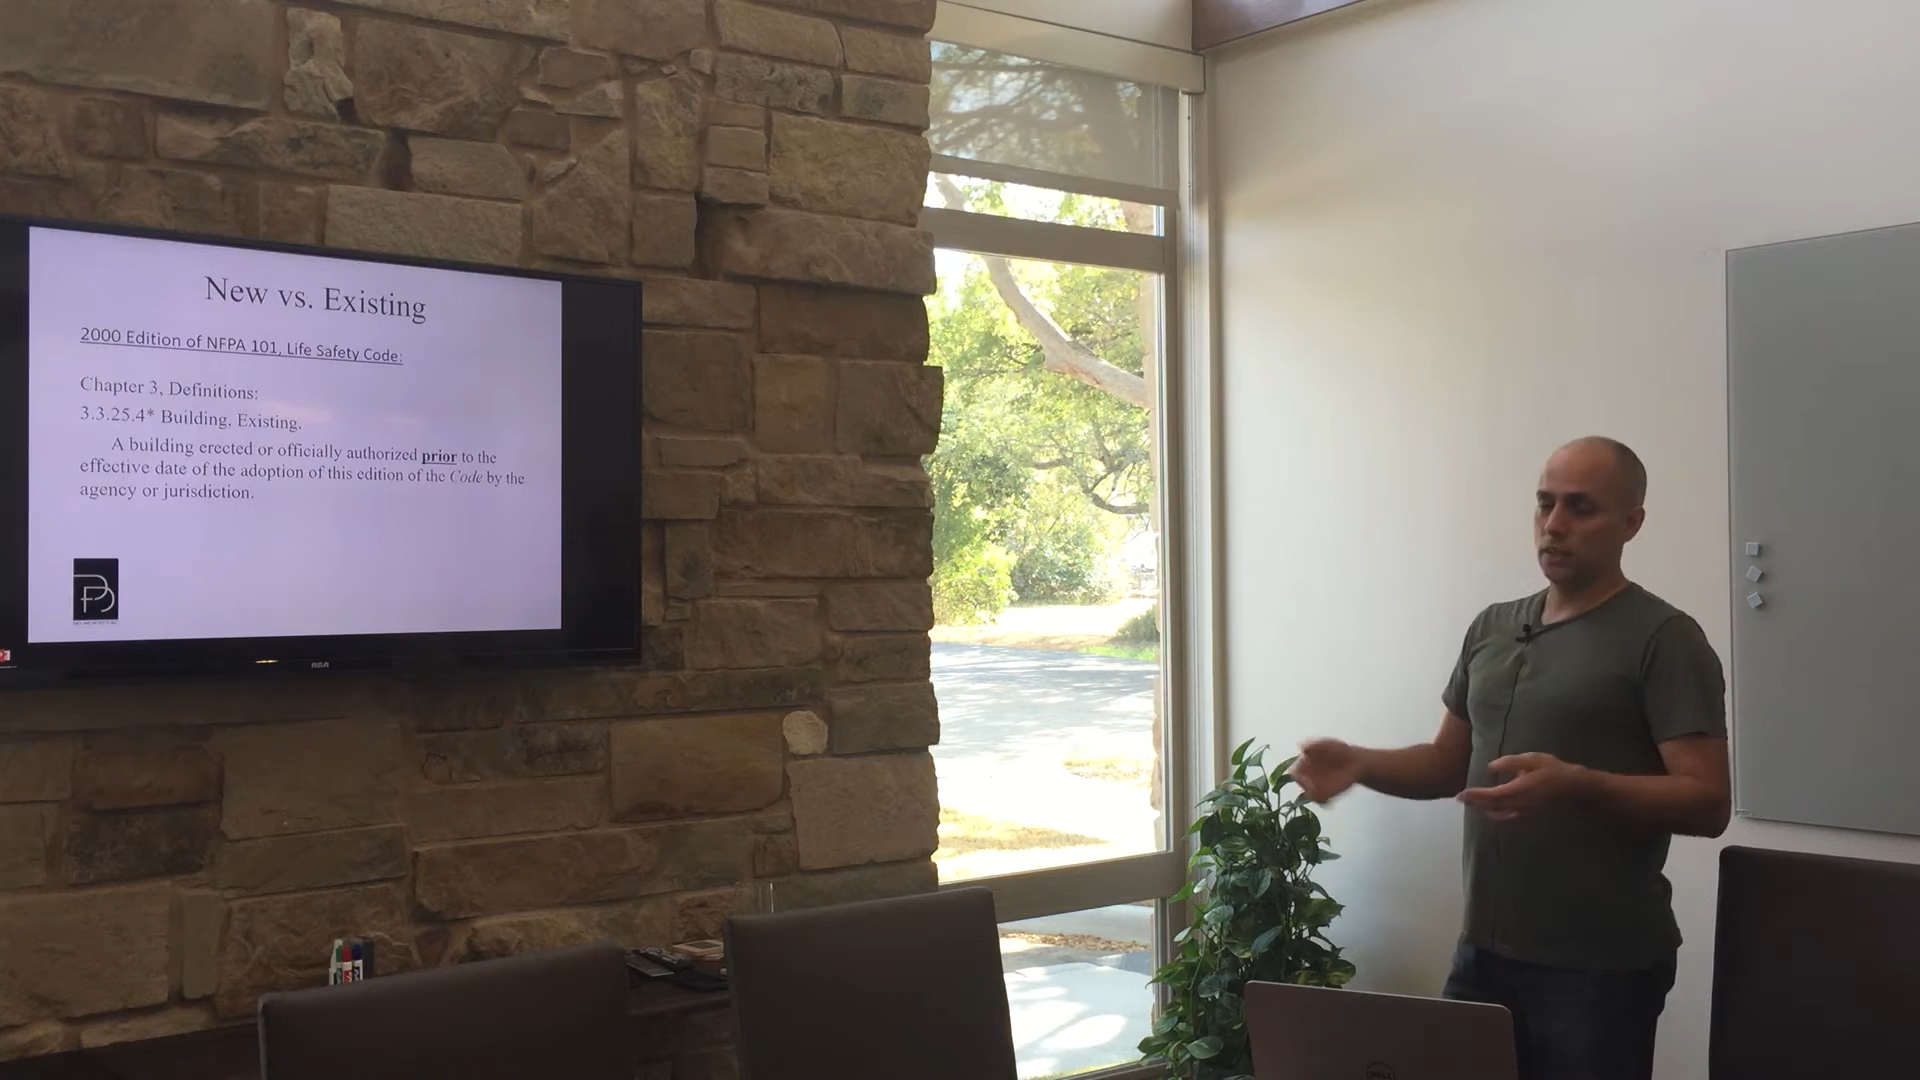 New vs. Existing
2000 Edition of NFPA 101, Life Safety Code:
Chapter 3, Definitions:
3.3.25.4* Building, Existing.
A building erected or officially authorized prior to the
effective date of the adoption of this edition of the Code by the
agency or jurisdiction.
RCA
DELL